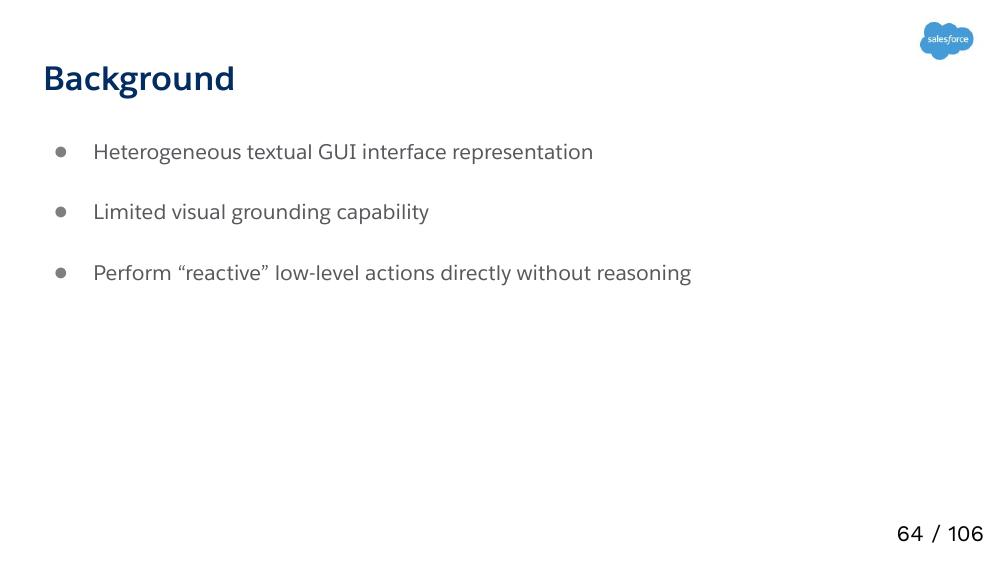 salesforce
Background
● Heterogeneous textual GUI interface representation
● Limited visual grounding capability
● Perform “reactive” low-level actions directly without reasoning
64 / 106